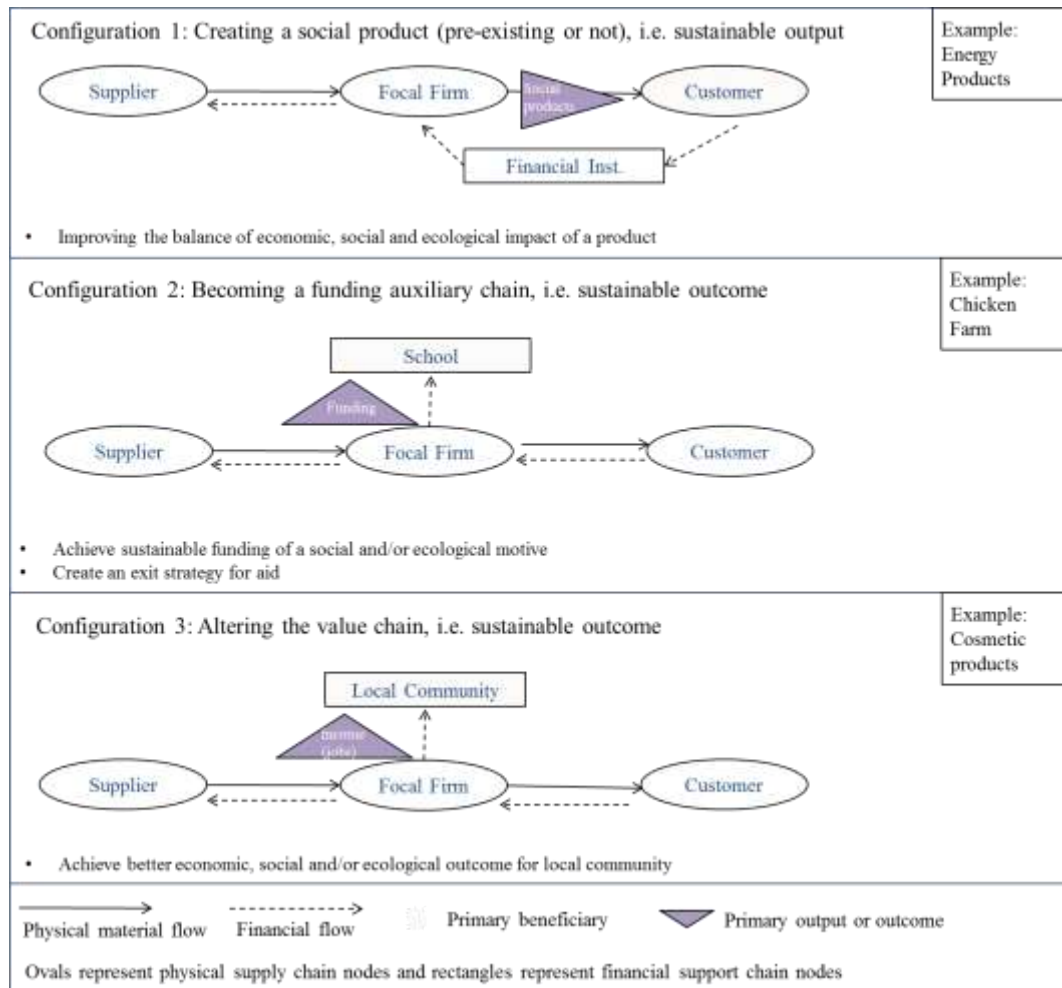 Configuration 1: Creating a social product (pre-existing or not), i.e. sustainable output
Example:
Energy
Products
Supplier
Focal Firm
Social
products
Customer
Financial Inst.
• Improving the balance of economic, social and ecological impact of a product
Configuration 2: Becoming a funding auxiliary chain, i.e. sustainable outcome
Example:
Chicken
Farm
School
Funding
Supplier
Focal Firm
Customer
• Achieve sustainable funding of a social and/or ecological motive
• Create an exit strategy for aid
Configuration 3: Altering the value chain, i.e. sustainable outcome
Example:
Cosmetic
products
Local Community
(jobs)
Supplier
Focal Firm
Customer
• Achieve better economic, social and/or ecological outcome for local community
Physical material flow
Financial flow
Primary beneficiary
Primary output or outcome
Ovals represent physical supply chain nodes and rectangles represent financial support chain nodes